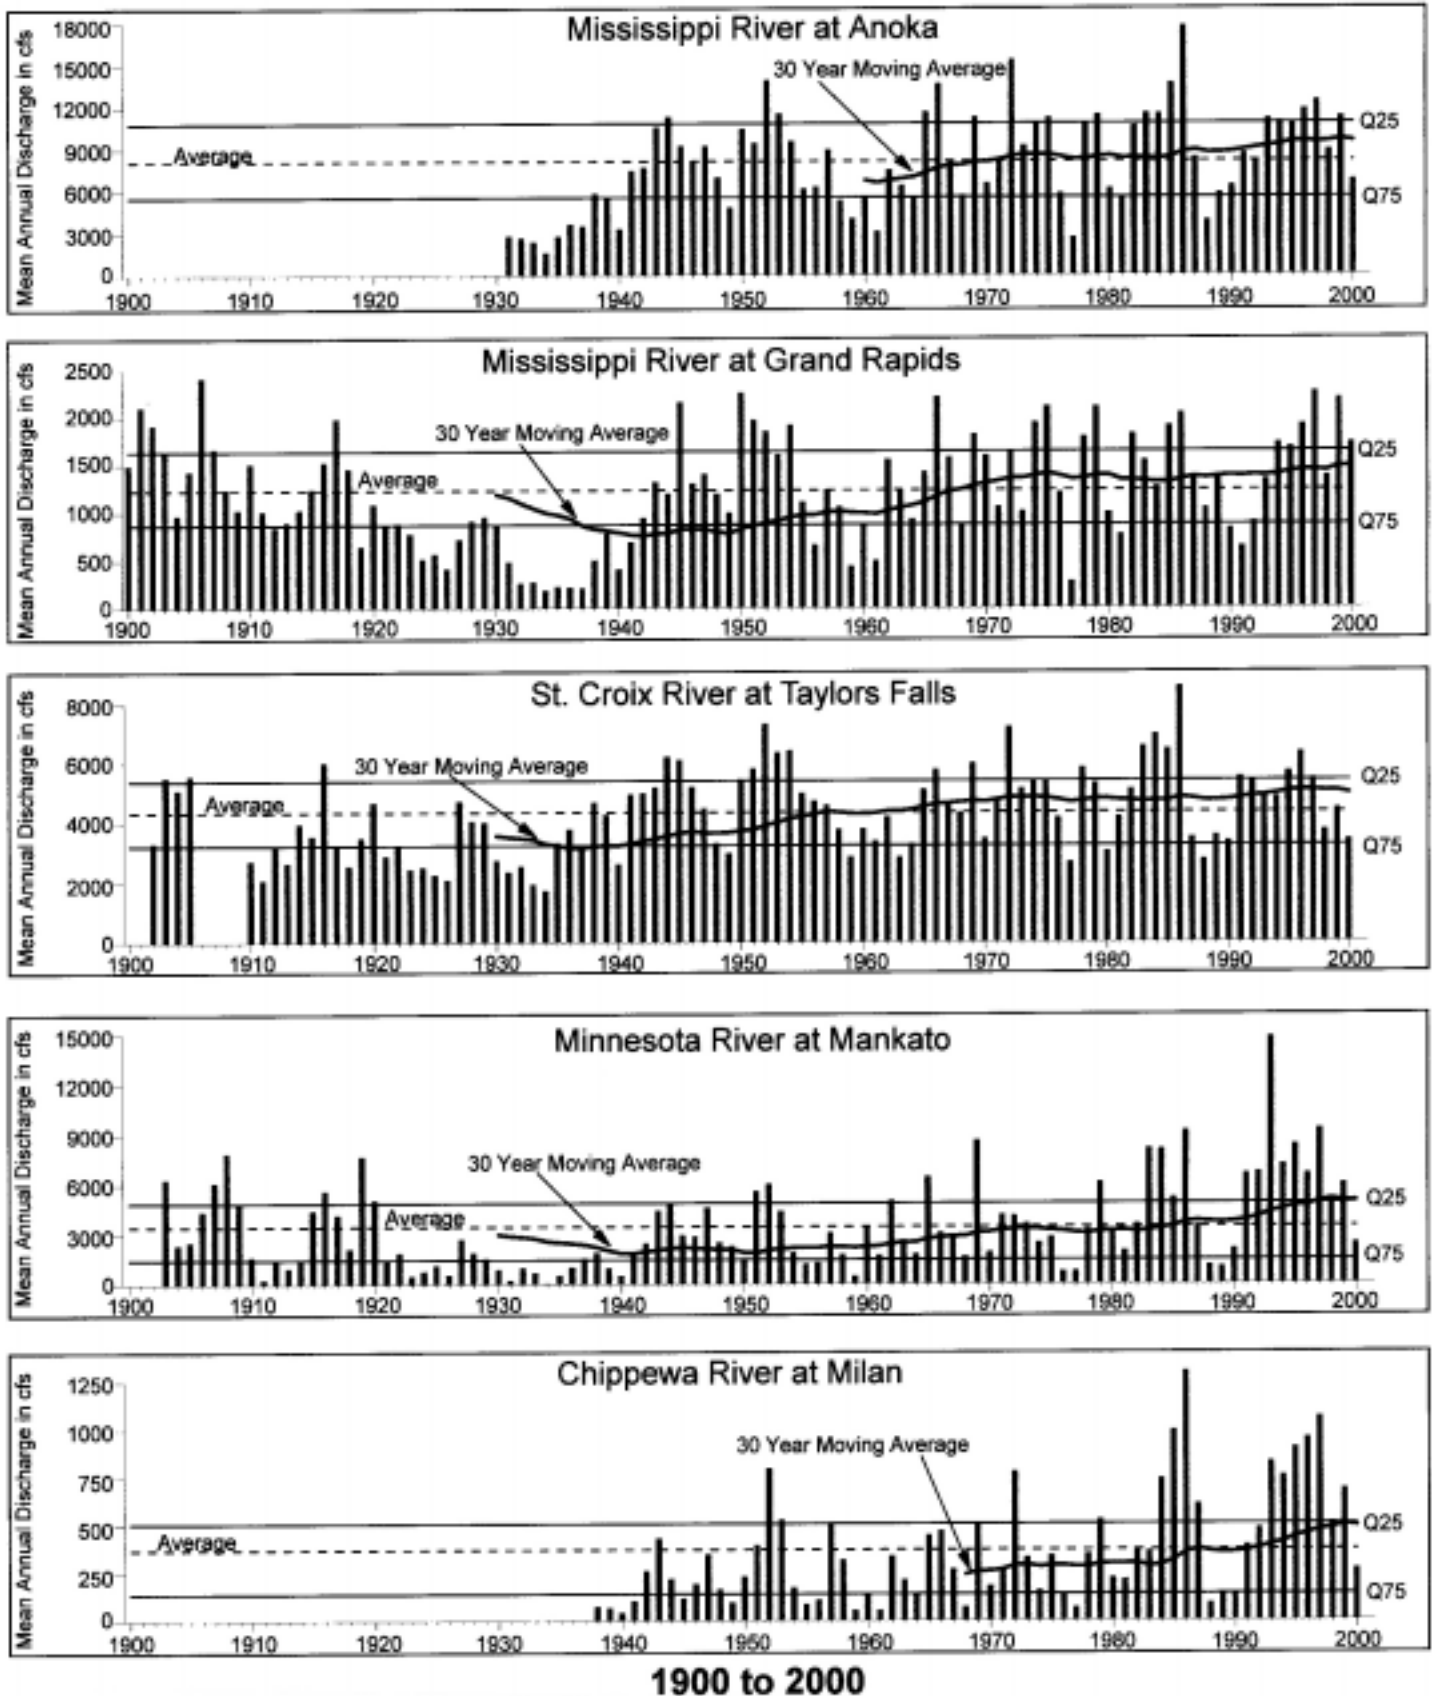 Mississippi River at Anoka
Mean Annual Discharge in cfs
18000
15000
12000
9000
6000
3000
0
30 Year Moving Average
Average
Q25
Q75
1900 1910 1920 1930 1940 1950 1960 1970 1980 1990 2000
Mississippi River at Grand Rapids
Mean Annual Discharge in cfs
2500
2000
1500
1000
500
0
30 Year Moving Average
Average
Q25
Q75
1900 1910 1920 1930 1940 1950 1960 1970 1980 1990 2000
St. Croix River at Taylors Falls
Mean Annual Discharge in cfs
8000
6000
4000
2000
0
30 Year Moving Average
Average
Q25
Q75
1900 1910 1920 1930 1940 1950 1960 1970 1980 1990 2000
Minnesota River at Mankato
Mean Annual Discharge in cfs
15000
12000
9000
6000
3000
0
30 Year Moving Average
Average
Q25
Q75
1900 1910 1920 1930 1940 1950 1960 1970 1980 1990 2000
Chippewa River at Milan
Mean Annual Discharge in cfs
1250
1000
750
500
250
0
30 Year Moving Average
Average
Q25
Q75
1900 1910 1920 1930 1940 1950 1960 1970 1980 1990 2000
1900 to 2000